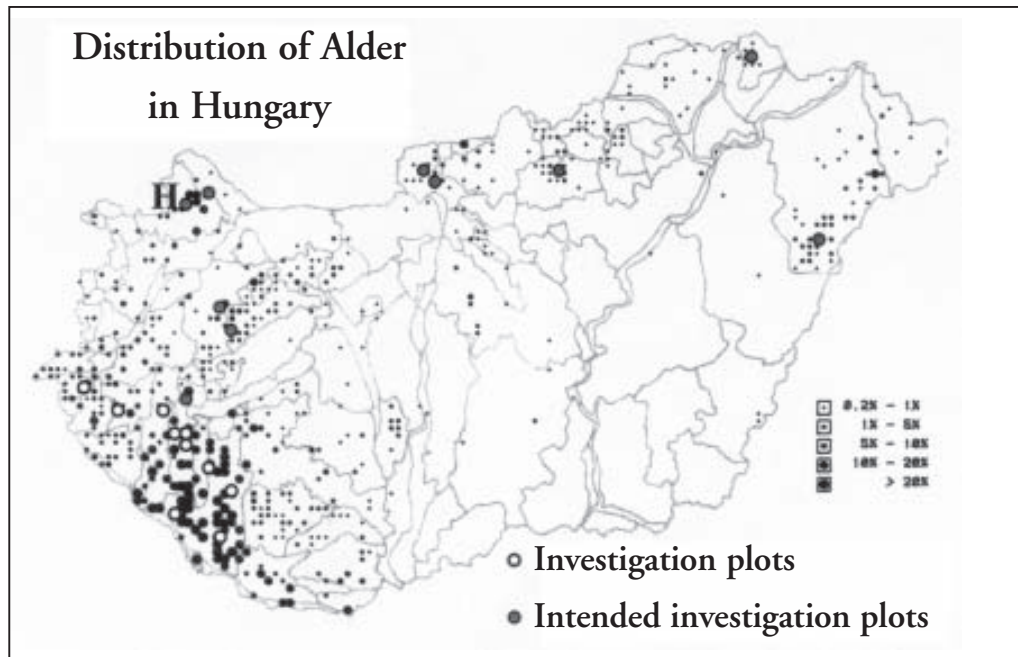 Distribution of Alder
in Hungary
H
0.2% - 1%
1% - 5%
5% - 10%
10% - 20%
> 20%
Investigation plots
Intended investigation plots